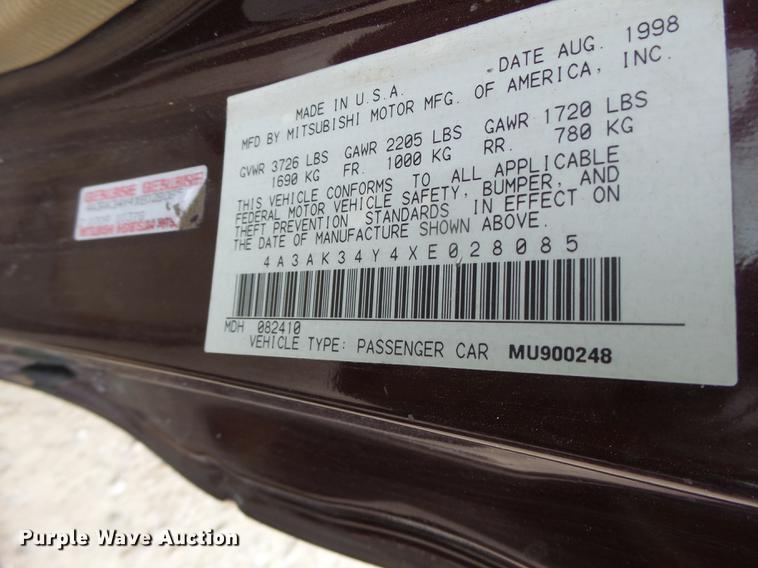 DATE AUG. 1998
MADE IN U.S.A.
MFD BY MITSUBISHI MOTOR MFG. OF AMERICA, INC.
GVWR 3726 LBS GAWR 2205 LBS GAWR 1720 LBS
1690 KG FR. 1000 KG RR. 780 KG
THIS VEHICLE CONFORMS TO ALL APPLICABLE
FEDERAL MOTOR VEHICLE SAFETY, BUMPER, AND
THEFT PREVENTION STANDARDS IN EFFECT ON
THE DATE OF MANUFACTURE SHOWN ABOVE.
4A3AK34Y4XE028085
MDH 082410
VEHICLE TYPE: PASSENGER CAR MU900248
Purple Wave Auction